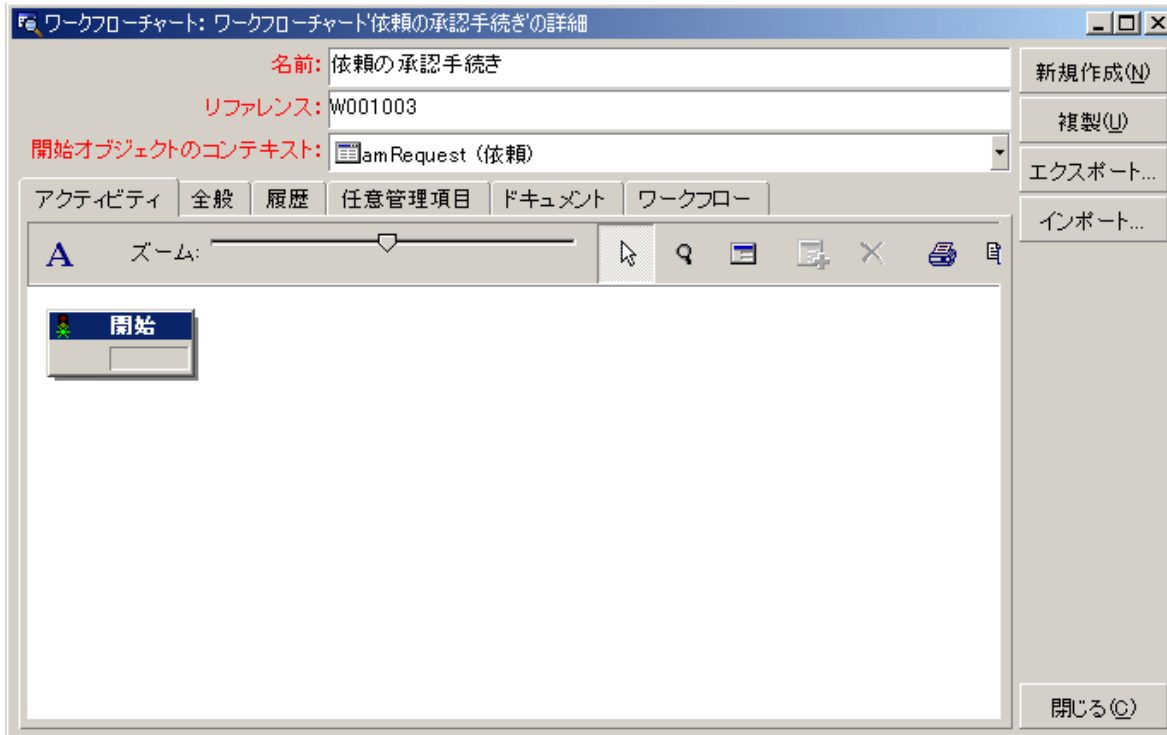 ワークフローチャート: ワークフローチャート'依頼の承認手続き'の詳細
名前: 依頼の承認手続き
リファレンス: W001003
開始オブジェクトのコンテキスト: amRequest (依頼)
アクティビティ 全般 履歴 任意管理項目 ドキュメント ワークフロー
A ズーム:
開始
新規作成(N)
複製(U)
エクスポート...
インポート...
閉じる(C)